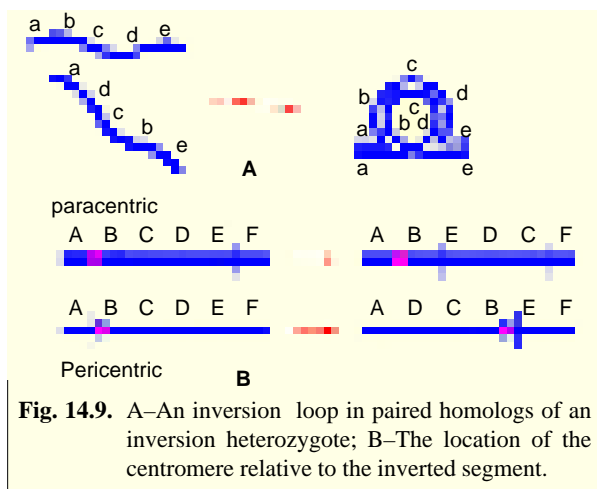 a b c d e
a d c b e
c
b d
c
b d
a e
a e
A
paracentric
A B C D E F A B E D C F
A B C D E F A D C B E F
Pericentric
B
Fig. 14.9. A–An inversion loop in paired homologs of an
inversion heterozygote; B–The location of the
centromere relative to the inverted segment.